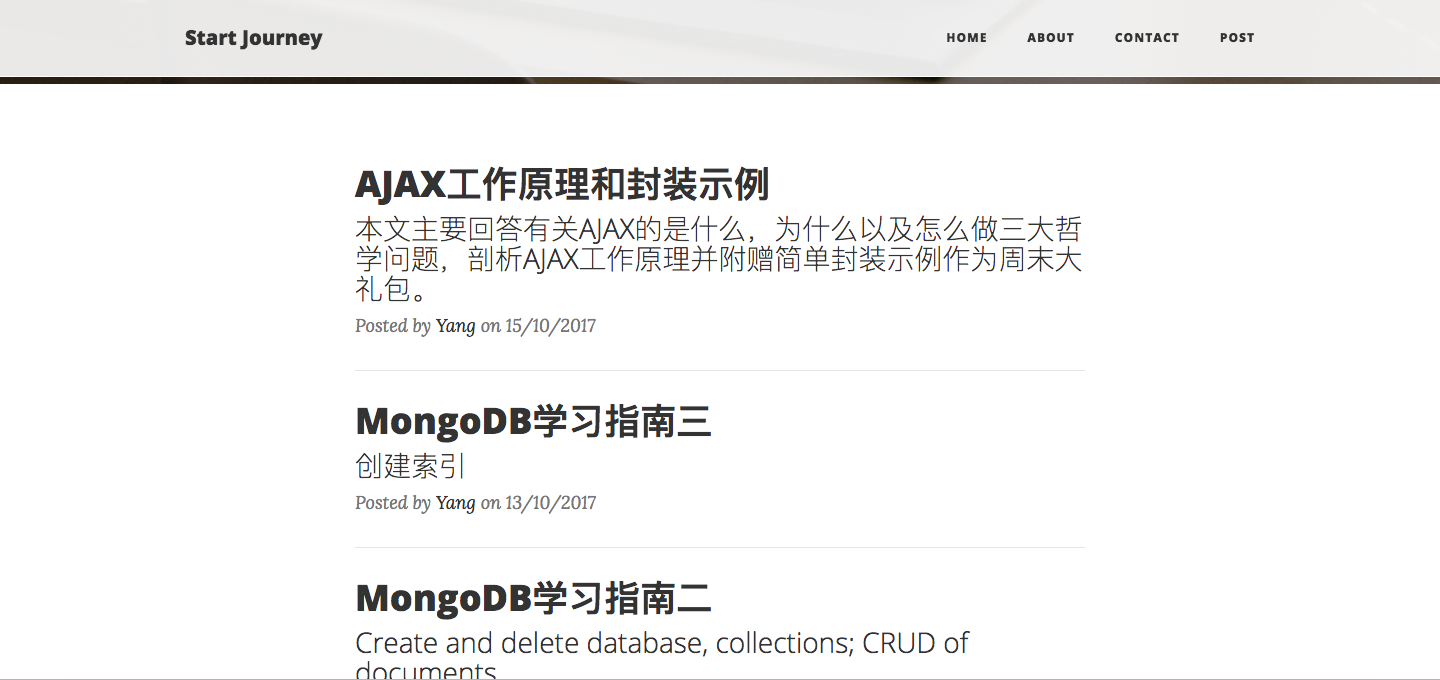 Start Journey
HOME ABOUT CONTACT POST
AJAX工作原理和封装示例
本文主要回答有关AJAX的是什么，为什么以及怎么做三大哲
学问题，剖析AJAX工作原理并附赠简单封装示例作为周末大
礼包。
Posted by Yang on 15/10/2017
MongoDB学习指南三
创建索引
Posted by Yang on 13/10/2017
MongoDB学习指南二
Create and delete database, collections; CRUD of
documents